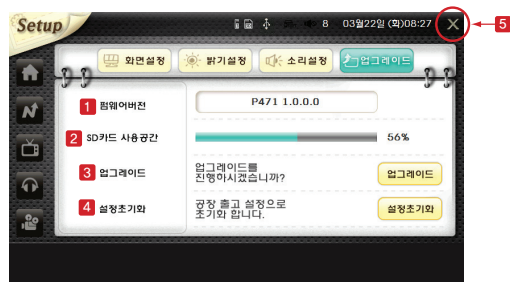 Setup
8 03월22일 (화)08:27
5
화면설정 밝기설정 소리설정 업그레이드
1 펌웨어버전 P471 1.0.0.0
2 SD카드 사용공간 56%
3 업그레이드 업그레이드를
진행하시겠습니까? 업그레이드
4 설정초기화 공장 출고 설정으로
초기화 합니다. 설정초기화